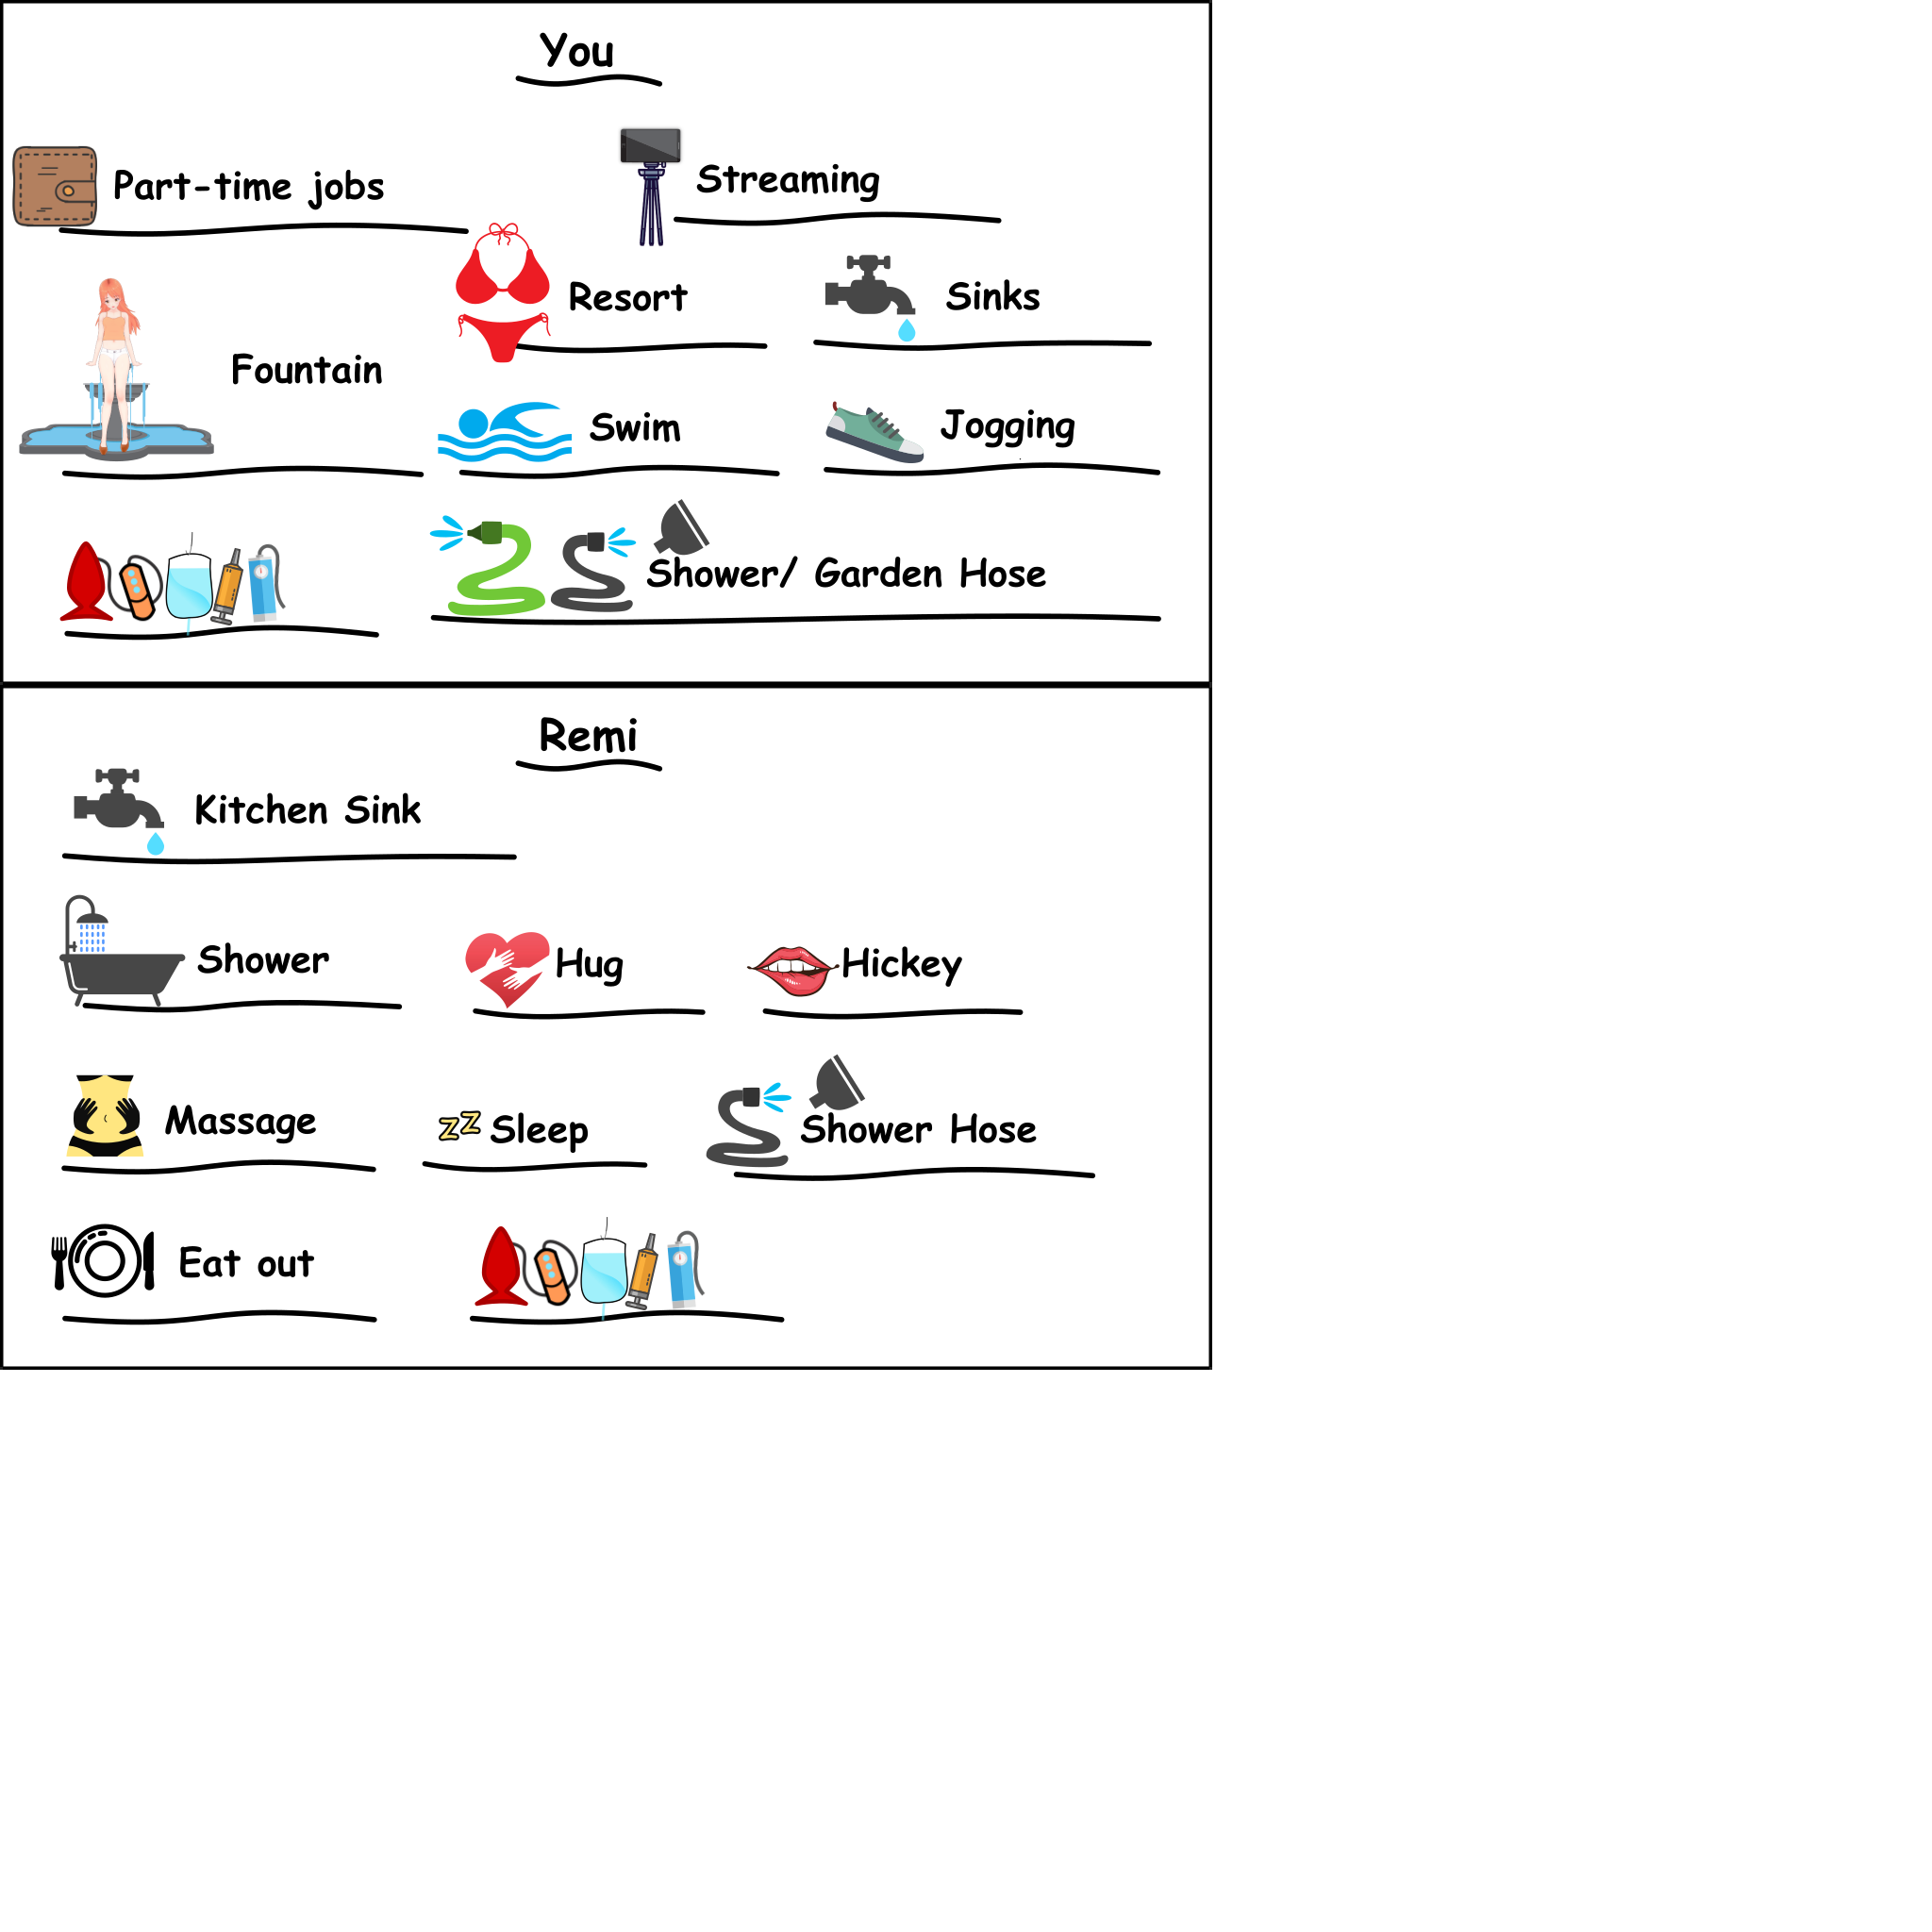 You
Part-time jobs
Streaming
Resort
Sinks
Fountain
Swim
Jogging
Shower/ Garden Hose
Remi
Kitchen Sink
Shower
Hug
Hickey
Massage
zz Sleep
Shower Hose
Eat out